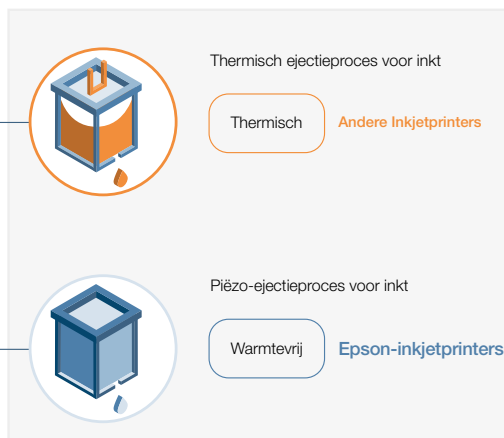 Thermisch ejectieproces voor inkt
Thermisch
Andere Inkjetprinters
Piëzo-ejectieproces voor inkt
Warmtevrij
Epson-inkjetprinters